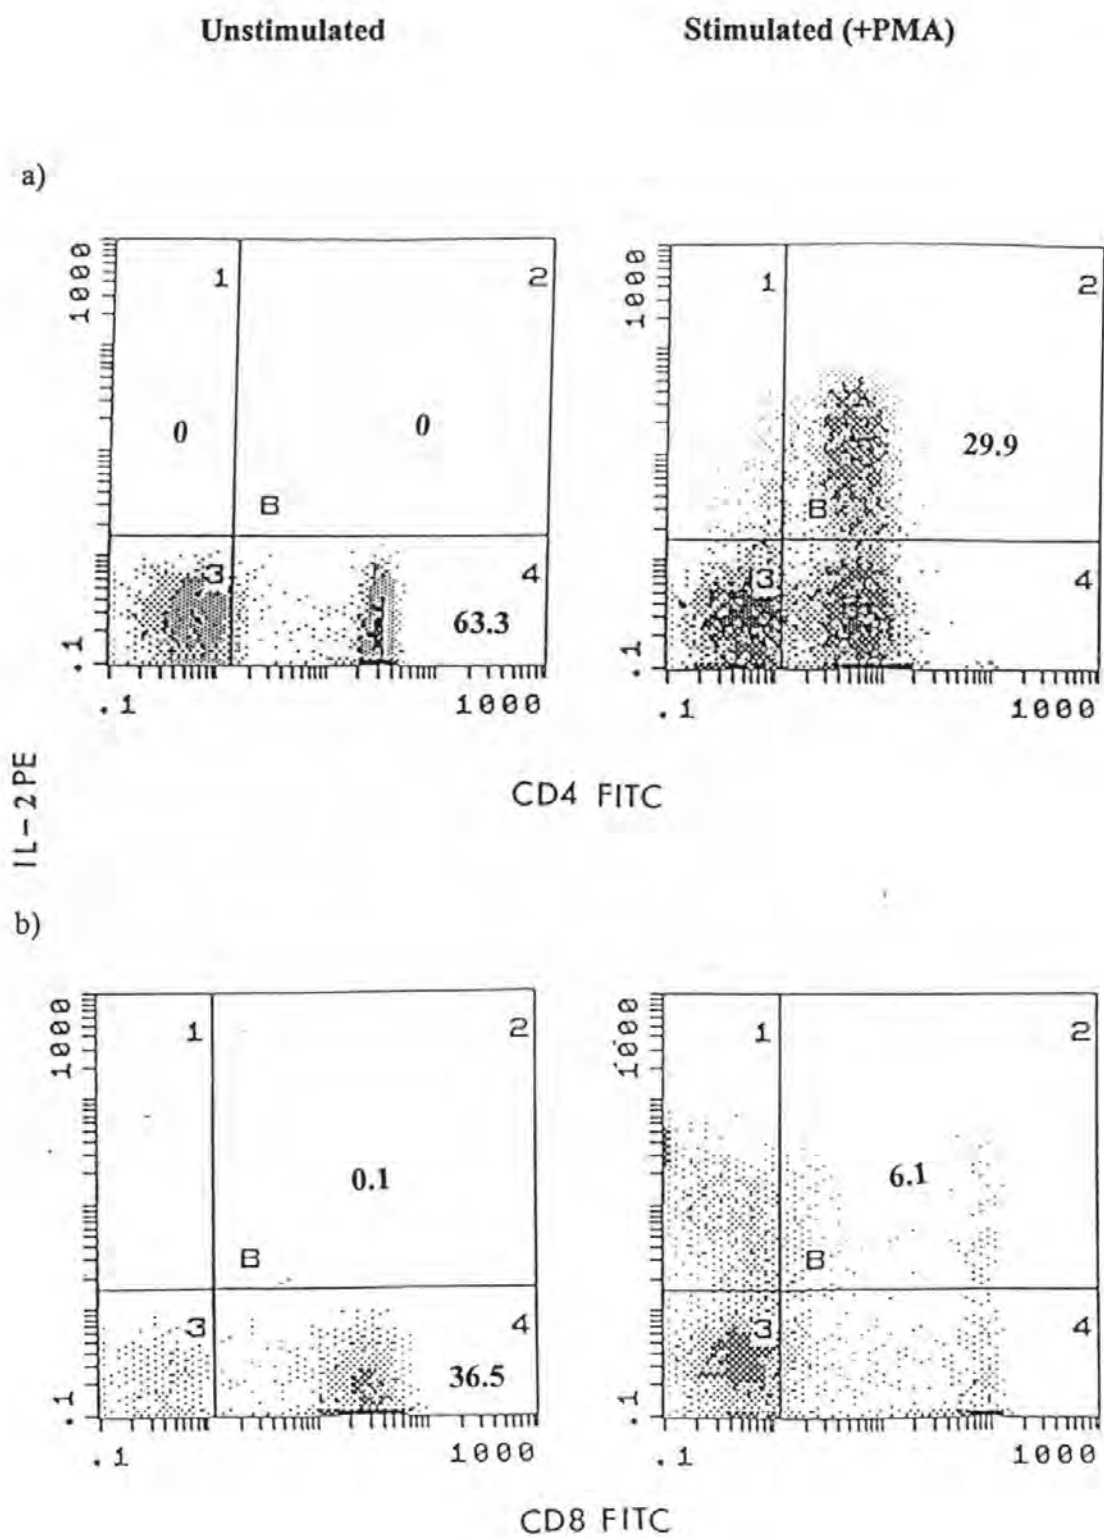 Unstimulated Stimulated (+PMA)
a)
1000 1 2 1000 1 2
0 0 29.9
B B
3 4 3 4
63.3
.1 .1
.1 1000 .1 1000
CD4 FITC
IL-2PE
b)
1000 1 2 1000 1 2
0.1 6.1
B B
3 4 3 4
36.5
.1 .1
.1 1000 .1 1000
CD8 FITC